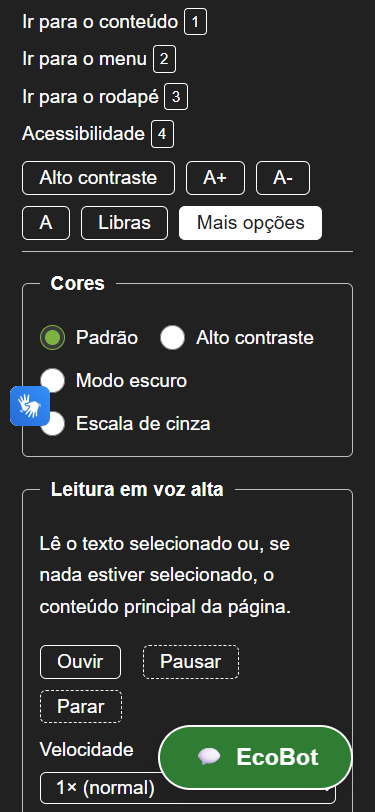 Ir para o conteúdo 1
Ir para o menu 2
Ir para o rodapé 3
Acessibilidade 4
Alto contraste A+ A-
A Libras Mais opções
Cores
Padrão Alto contraste
Modo escuro
Escala de cinza
Leitura em voz alta
Lê o texto selecionado ou, se
nada estiver selecionado, o
conteúdo principal da página.
Ouvir Pausar
Parar
Velocidade
EcoBot
1× (normal)